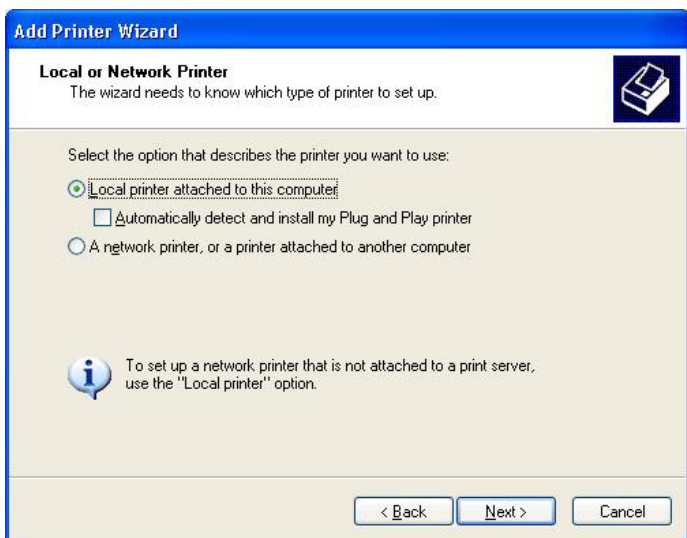 Add Printer Wizard
Local or Network Printer
The wizard needs to know which type of printer to set up.
Select the option that describes the printer you want to use:
Local printer attached to this computer
Automatically detect and install my Plug and Play printer
A network printer, or a printer attached to another computer
To set up a network printer that is not attached to a print server,
use the "Local printer" option.
< Back Next > Cancel